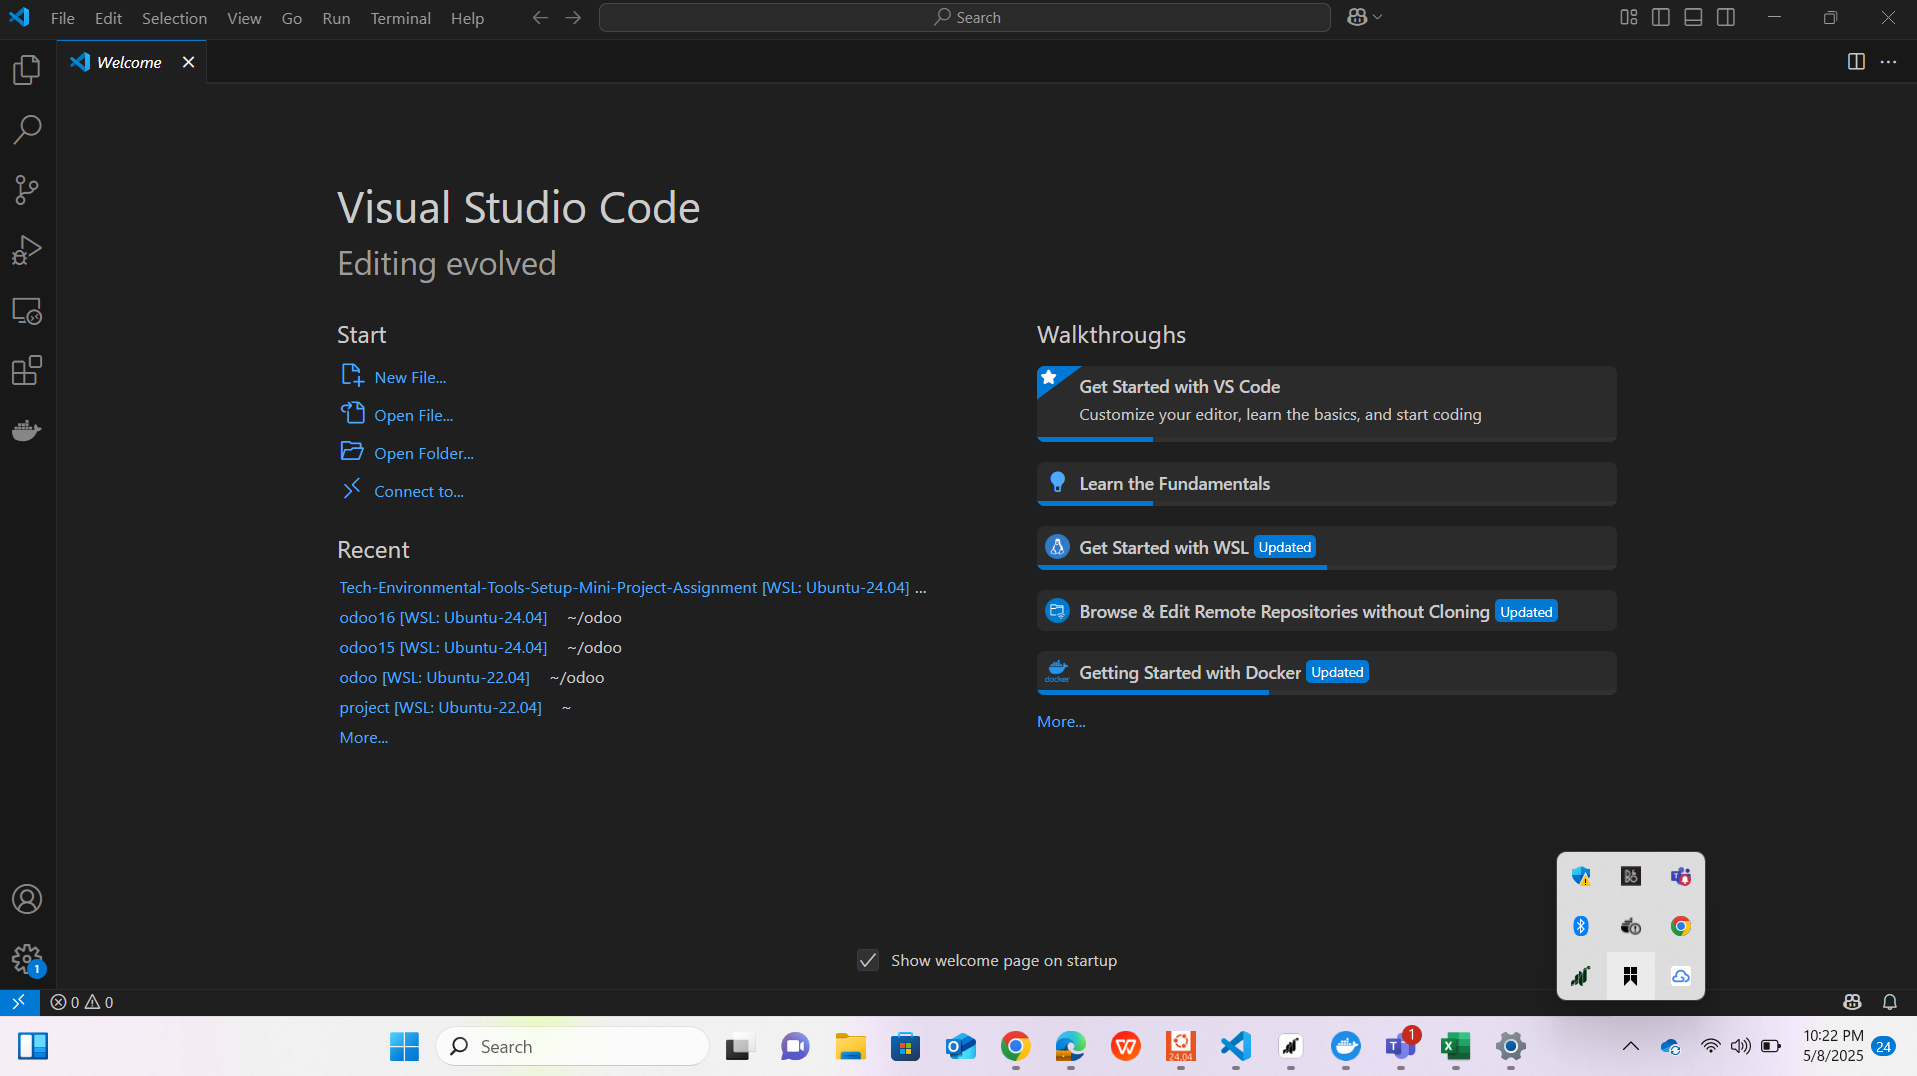 File Edit Selection View Go Run Terminal Help Search
Welcome
Visual Studio Code
Editing evolved
Start
New File...
Open File...
Open Folder...
Connect to...
Recent
Tech-Environmental-Tools-Setup-Mini-Project-Assignment [WSL: Ubuntu-24.04] ...
odoo16 [WSL: Ubuntu-24.04] ~/odoo
odoo15 [WSL: Ubuntu-24.04] ~/odoo
odoo [WSL: Ubuntu-22.04] ~/odoo
project [WSL: Ubuntu-22.04] ~
More...
Walkthroughs
Get Started with VS Code
Customize your editor, learn the basics, and start coding
Learn the Fundamentals
Get Started with WSL Updated
Browse & Edit Remote Repositories without Cloning Updated
docker
Getting Started with Docker Updated
More...
Show welcome page on startup
1
0 0
Search
24.04
1
10:22 PM
5/8/2025
24